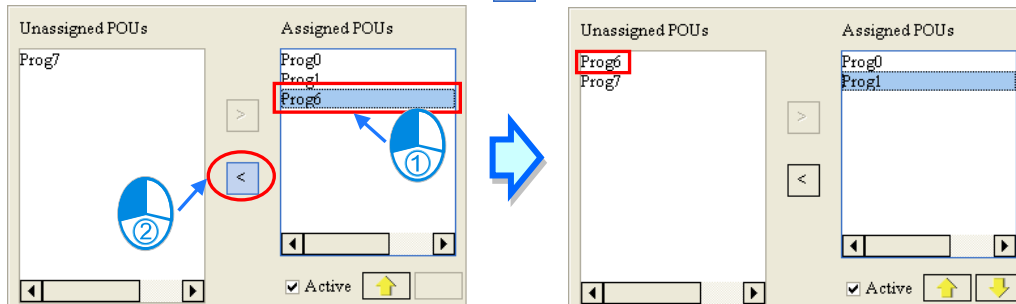 Unassigned POUs
Prog7
Assigned POUs
Prog0
Prog1
Prog6
>
<
①
②
Active
Unassigned POUs
Prog6
Prog7
Assigned POUs
Prog0
Prog1
>
<
Active